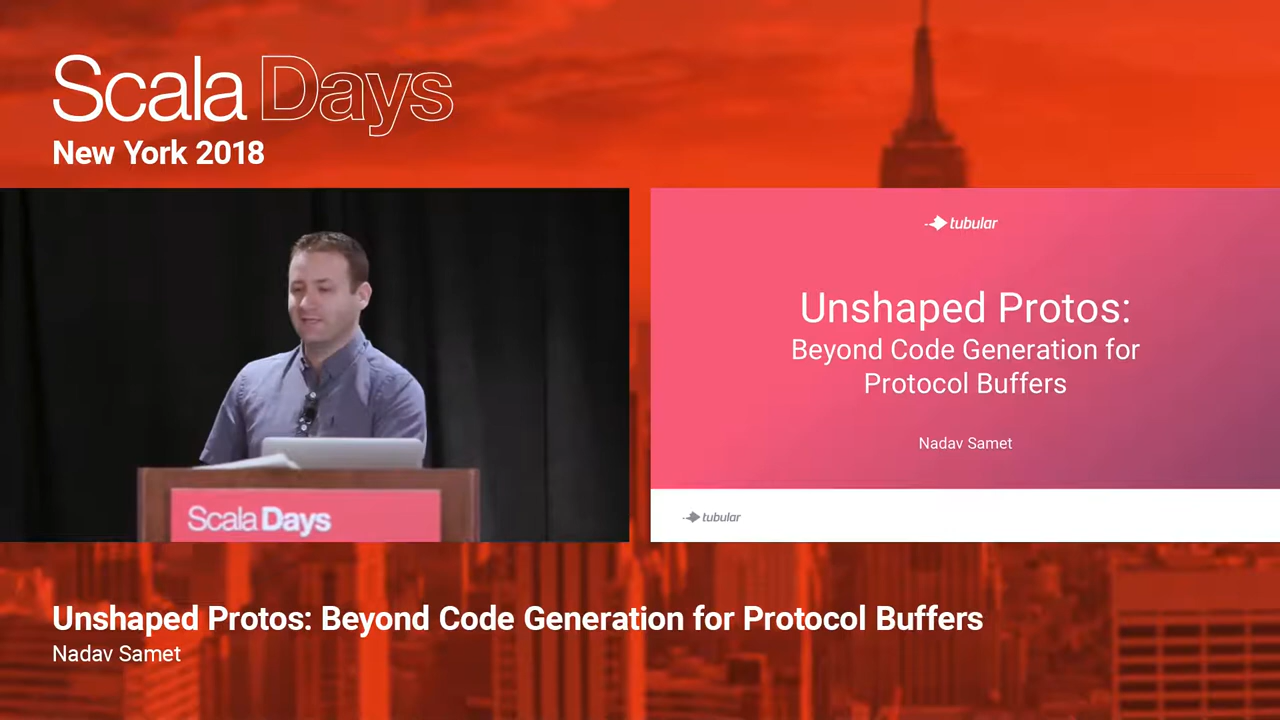 Scala Days
New York 2018
tubular
Unshaped Protos:
Beyond Code Generation for
Protocol Buffers
Nadav Samet
tubular
Scala Days
Unshaped Protos: Beyond Code Generation for Protocol Buffers
Nadav Samet